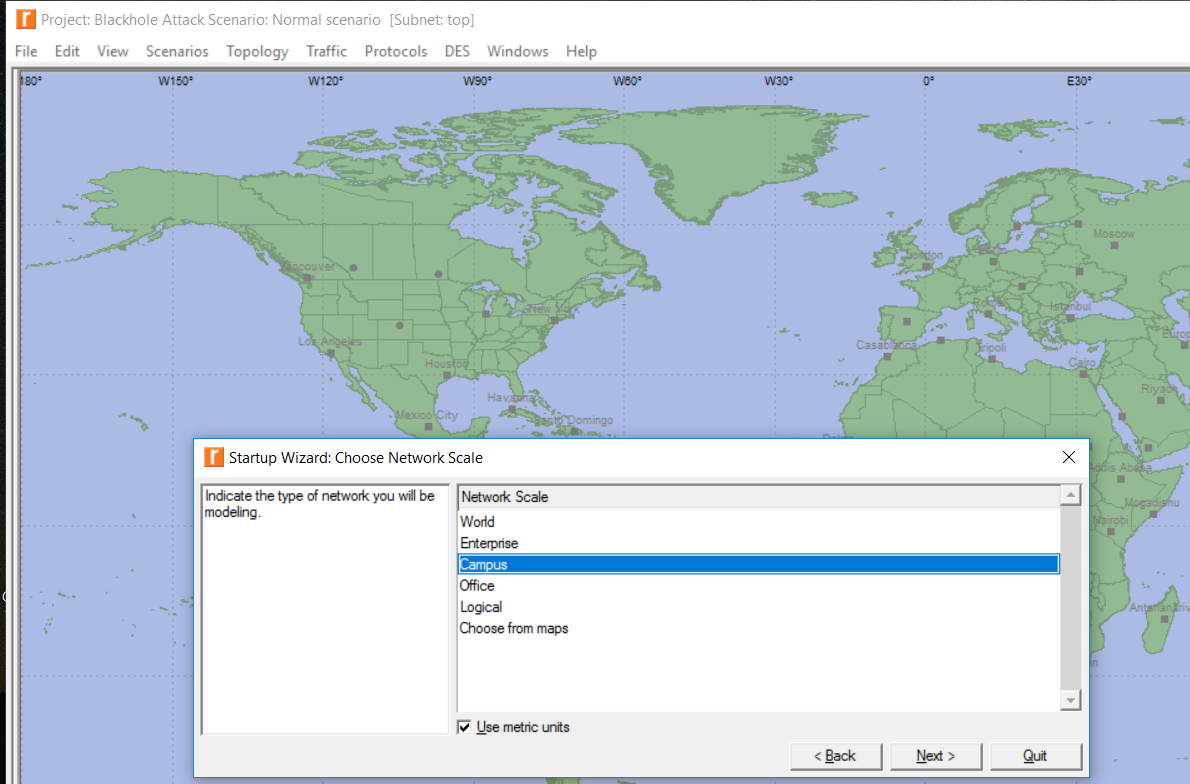 Project: Blackhole Attack Scenario: Normal scenario [Subnet: top]
File Edit View Scenarios Topology Traffic Protocols DES Windows Help
180° W150° W120° W90° W60° W30° 0° E30°
Moscow
Vancouver London
New York Rome Istanbul
Los Angeles Casablanca Tripoli
Houston Cairo
Riyadh
Havanna
Mexico City Santo Domingo
Startup Wizard: Choose Network Scale
Addis Ababa
Mogadishu
Nairobi
Indicate the type of network you will be
modeling.
Network Scale
World
Enterprise
Campus
Office
Logical
Choose from maps
Use metric units
< Back Next > Quit